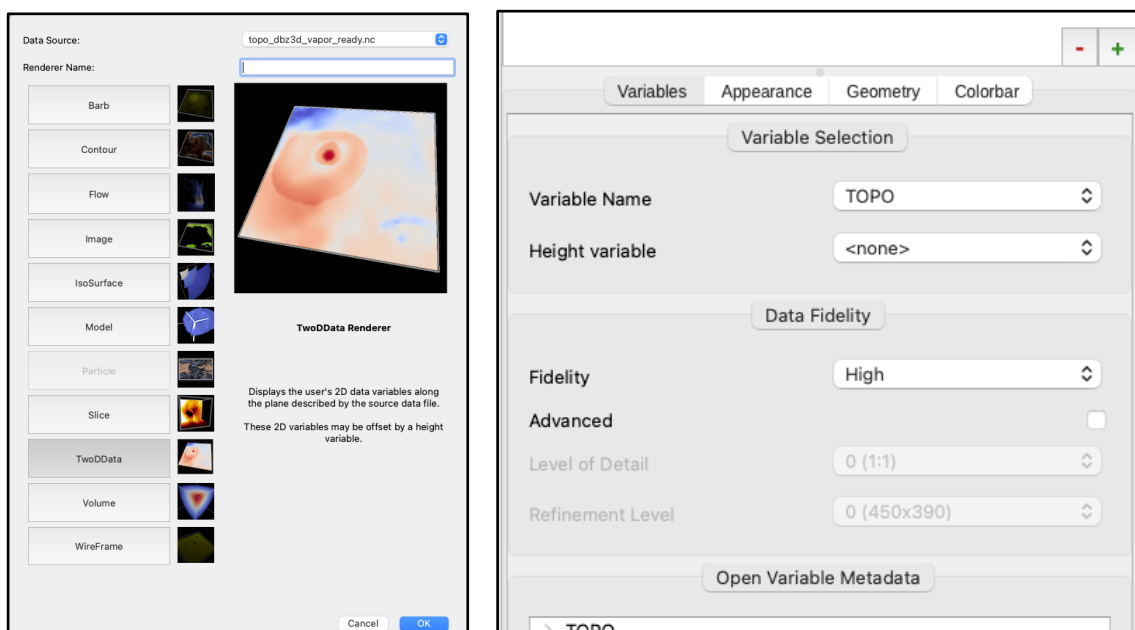 Data Source:
topo_dbz3d_vapor_ready.nc
Renderer Name:
Barb
Contour
Flow
Image
IsoSurface
Model
Particle
Slice
TwoDData
Volume
WireFrame
TwoDData Renderer
Displays the user's 2D data variables along
the plane described by the source data file.
These 2D variables may be offset by a height
variable.
Cancel
OK
-
+
Variables
Appearance
Geometry
Colorbar
Variable Selection
Variable Name
TOPO
Height variable
<none>
Data Fidelity
Fidelity
High
Advanced
Level of Detail
0 (1:1)
Refinement Level
0 (450x390)
Open Variable Metadata
TOPO